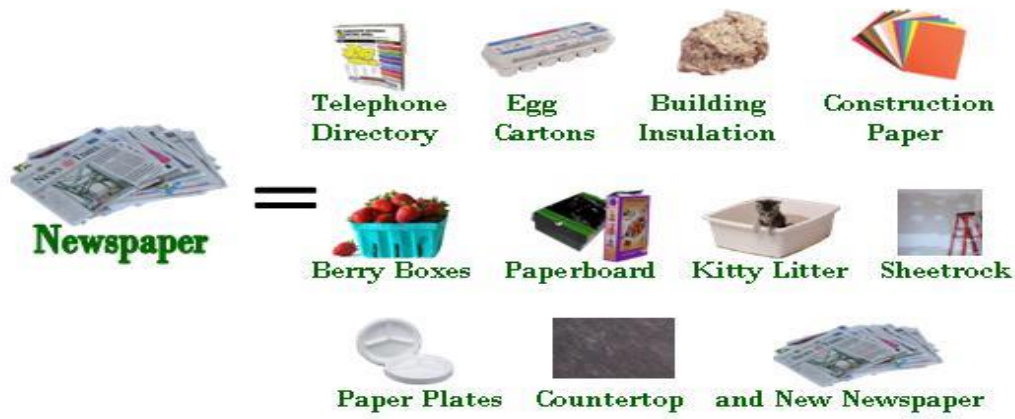 Telephone Directory
Egg Cartons
Building Insulation
Construction Paper
Newspaper
=
Berry Boxes
Paperboard
Kitty Litter
Sheetrock
Paper Plates
Countertop
and New Newspaper